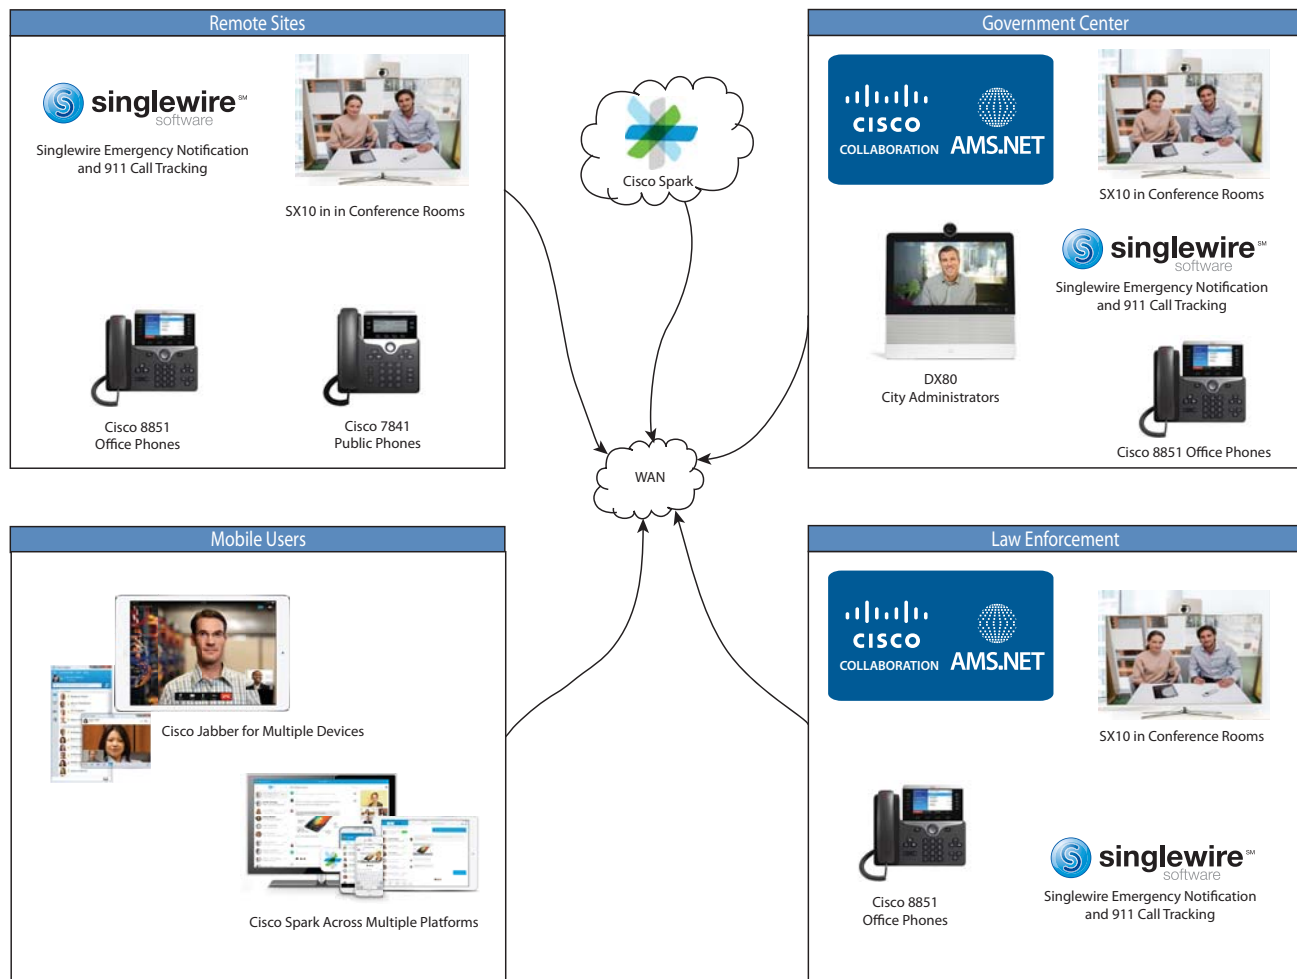 Remote Sites
singlewire℠
software
Singlewire Emergency Notification
and 911 Call Tracking
SX10 in in Conference Rooms
Cisco 8851
Office Phones
Cisco 7841
Public Phones
Cisco Spark
WAN
Government Center
CISCO
COLLABORATION
AMS.NET
SX10 in Conference Rooms
DX80
City Administrators
singlewire℠
software
Singlewire Emergency Notification
and 911 Call Tracking
Cisco 8851 Office Phones
Mobile Users
Cisco Jabber for Multiple Devices
Cisco Spark Across Multiple Platforms
Law Enforcement
CISCO
COLLABORATION
AMS.NET
SX10 in Conference Rooms
Cisco 8851
Office Phones
singlewire℠
software
Singlewire Emergency Notification
and 911 Call Tracking